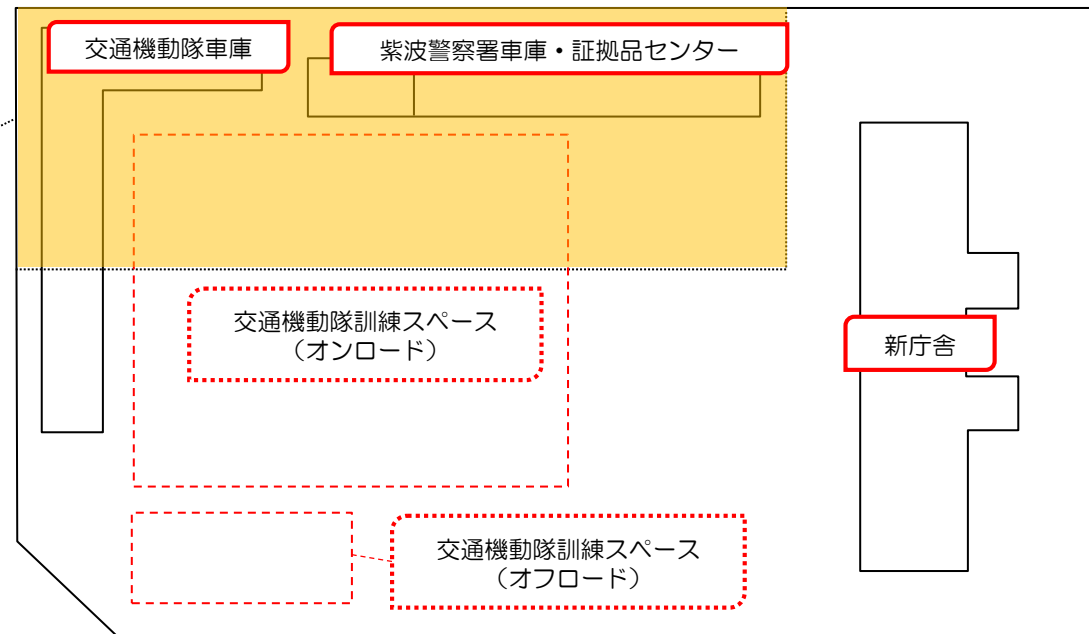 交通機動隊車庫
紫波警察署車庫・証拠品センター
交通機動隊訓練スペース
（オンロード）
新庁舎
交通機動隊訓練スペース
（オフロード）